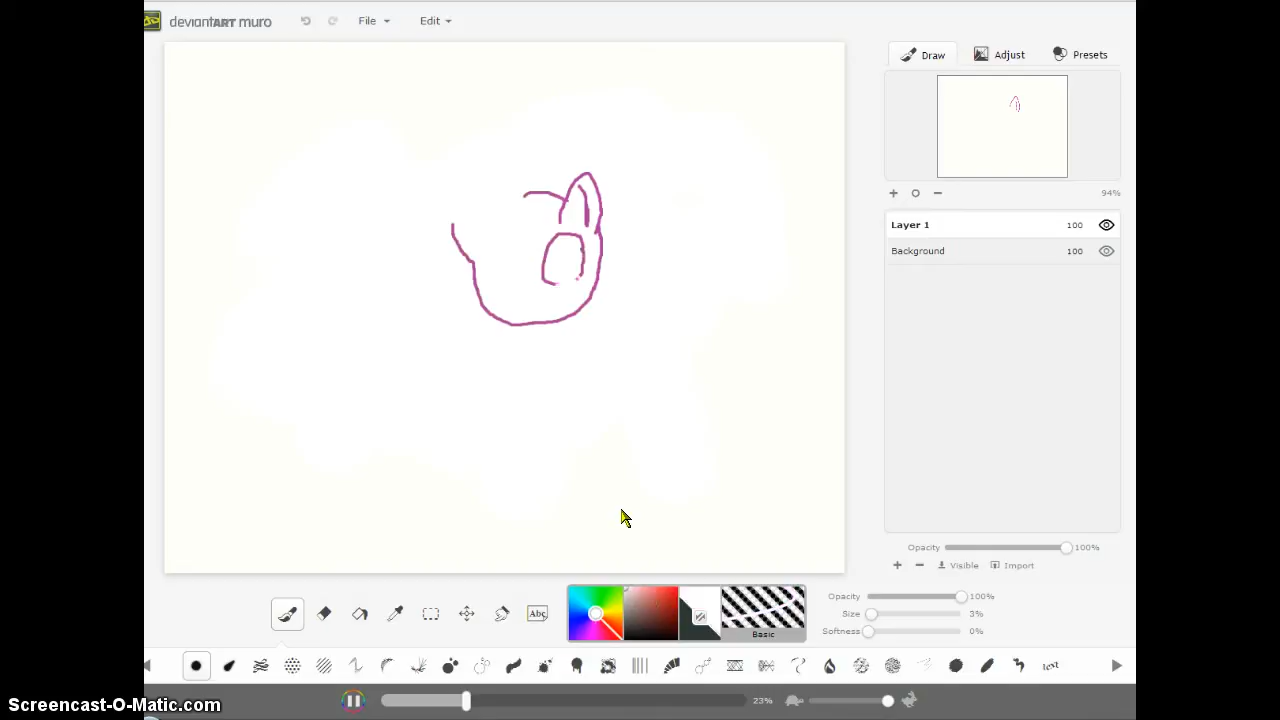 deviantART muro
File
Edit
Draw
Adjust
Presets
94%
Layer 1 100
Background 100
Opacity 100%
Visible
Import
Abc
Basic
Opacity 100%
Size 3%
Softness 0%
text
23%
Screencast-O-Matic.com